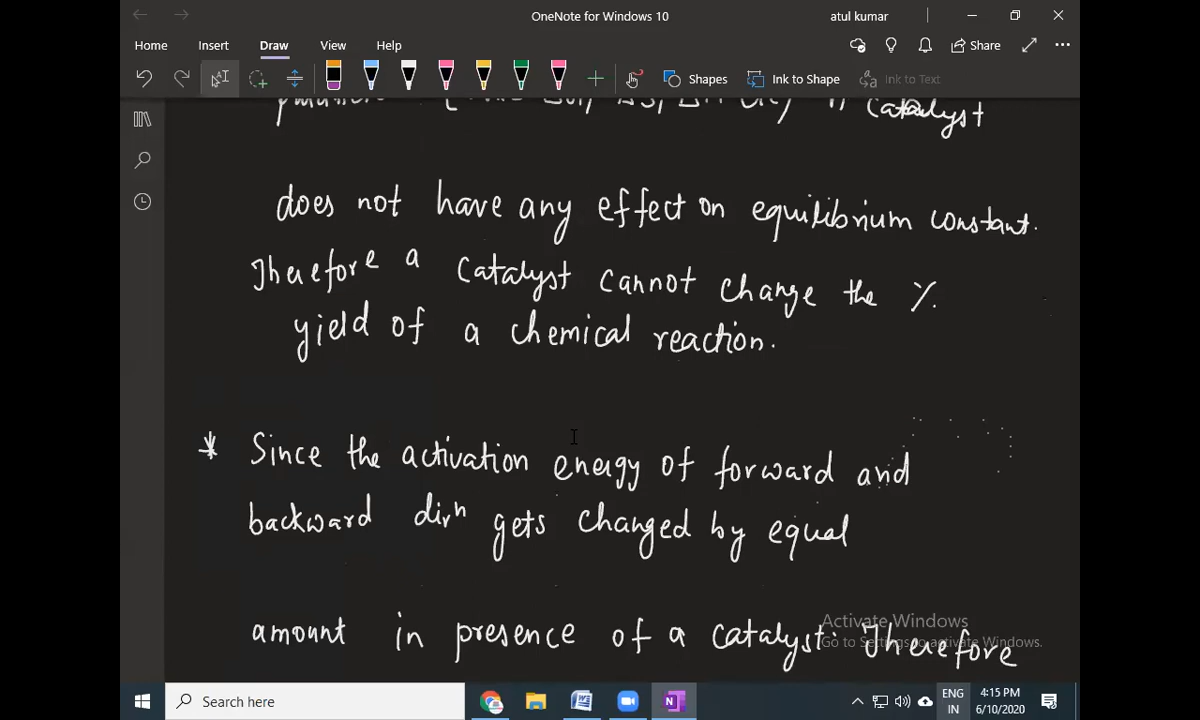 OneNote for Windows 10
atul kumar
Home Insert Draw View Help
Share
Shapes Ink to Shape Ink to Text
Catalyst
does not have any effect on equilibrium constant.
Therefore a catalyst cannot change the %
yield of a chemical reaction.
* Since the activation energy of forward and
backward dirⁿ gets changed by equal
amount in presence of a catalyst. Therefore
Activate Windows
Go to Settings to activate Windows.
Search here
ENG
IN
4:15 PM
6/10/2020